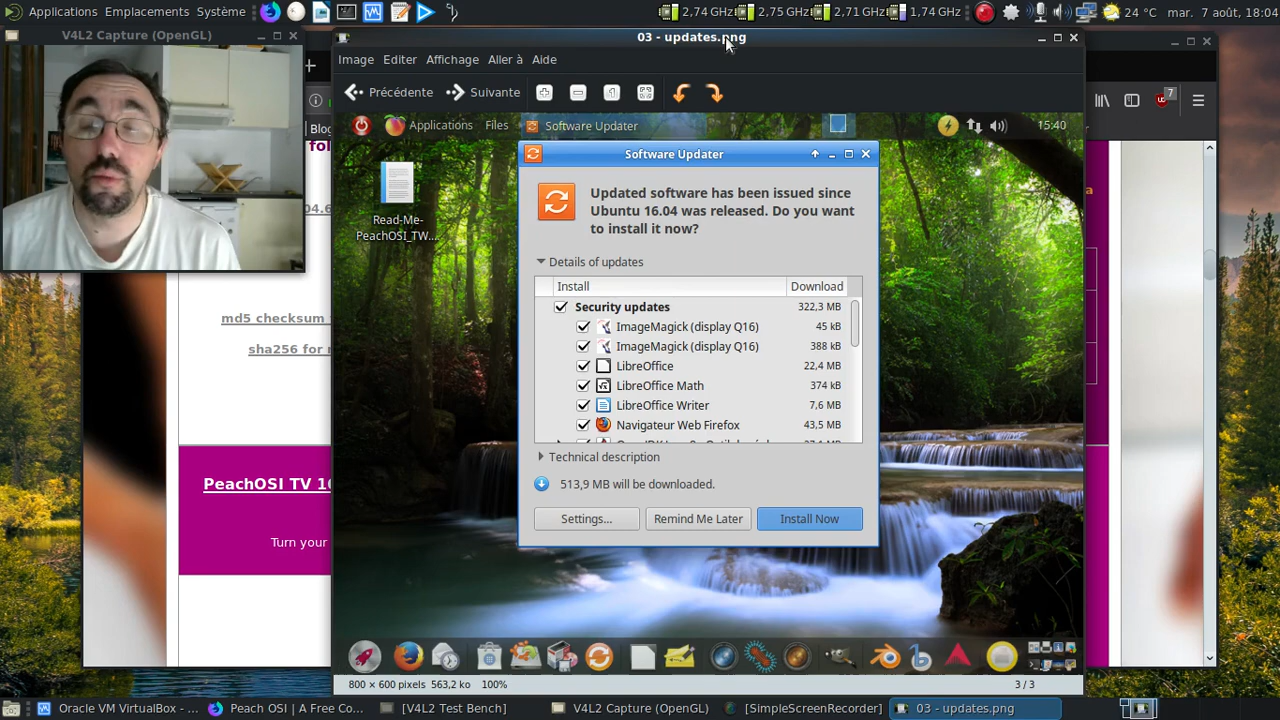 Applications Emplacements Système
2,74 GHz 2,75 GHz 2,71 GHz 1,74 GHz
24 °C mar. 7 août, 18:04
V4L2 Capture (OpenGL)
03 - updates.png
Image Editer Affichage Aller à Aide
Précédente Suivante
7
Blog
Applications Files Software Updater 15:40
Software Updater
Read-Me-
PeachOSI_TW...
Updated software has been issued since
Ubuntu 16.04 was released. Do you want
to install it now?
Details of updates
Install Download
Security updates 322,3 MB
ImageMagick (display Q16) 45 kB
ImageMagick (display Q16) 388 kB
LibreOffice 22,4 MB
LibreOffice Math 374 kB
LibreOffice Writer 7,6 MB
Navigateur Web Firefox 43,5 MB
Technical description
513,9 MB will be downloaded.
Settings... Remind Me Later Install Now
md5 checksum
sha256 for
PeachOSI TV 16
Turn your
800 × 600 pixels 563,2 ko 100% 3 / 3
Oracle VM VirtualBox - ... Peach OSI | A Free Co... [V4L2 Test Bench] V4L2 Capture (OpenGL) [SimpleScreenRecorder] 03 - updates.png